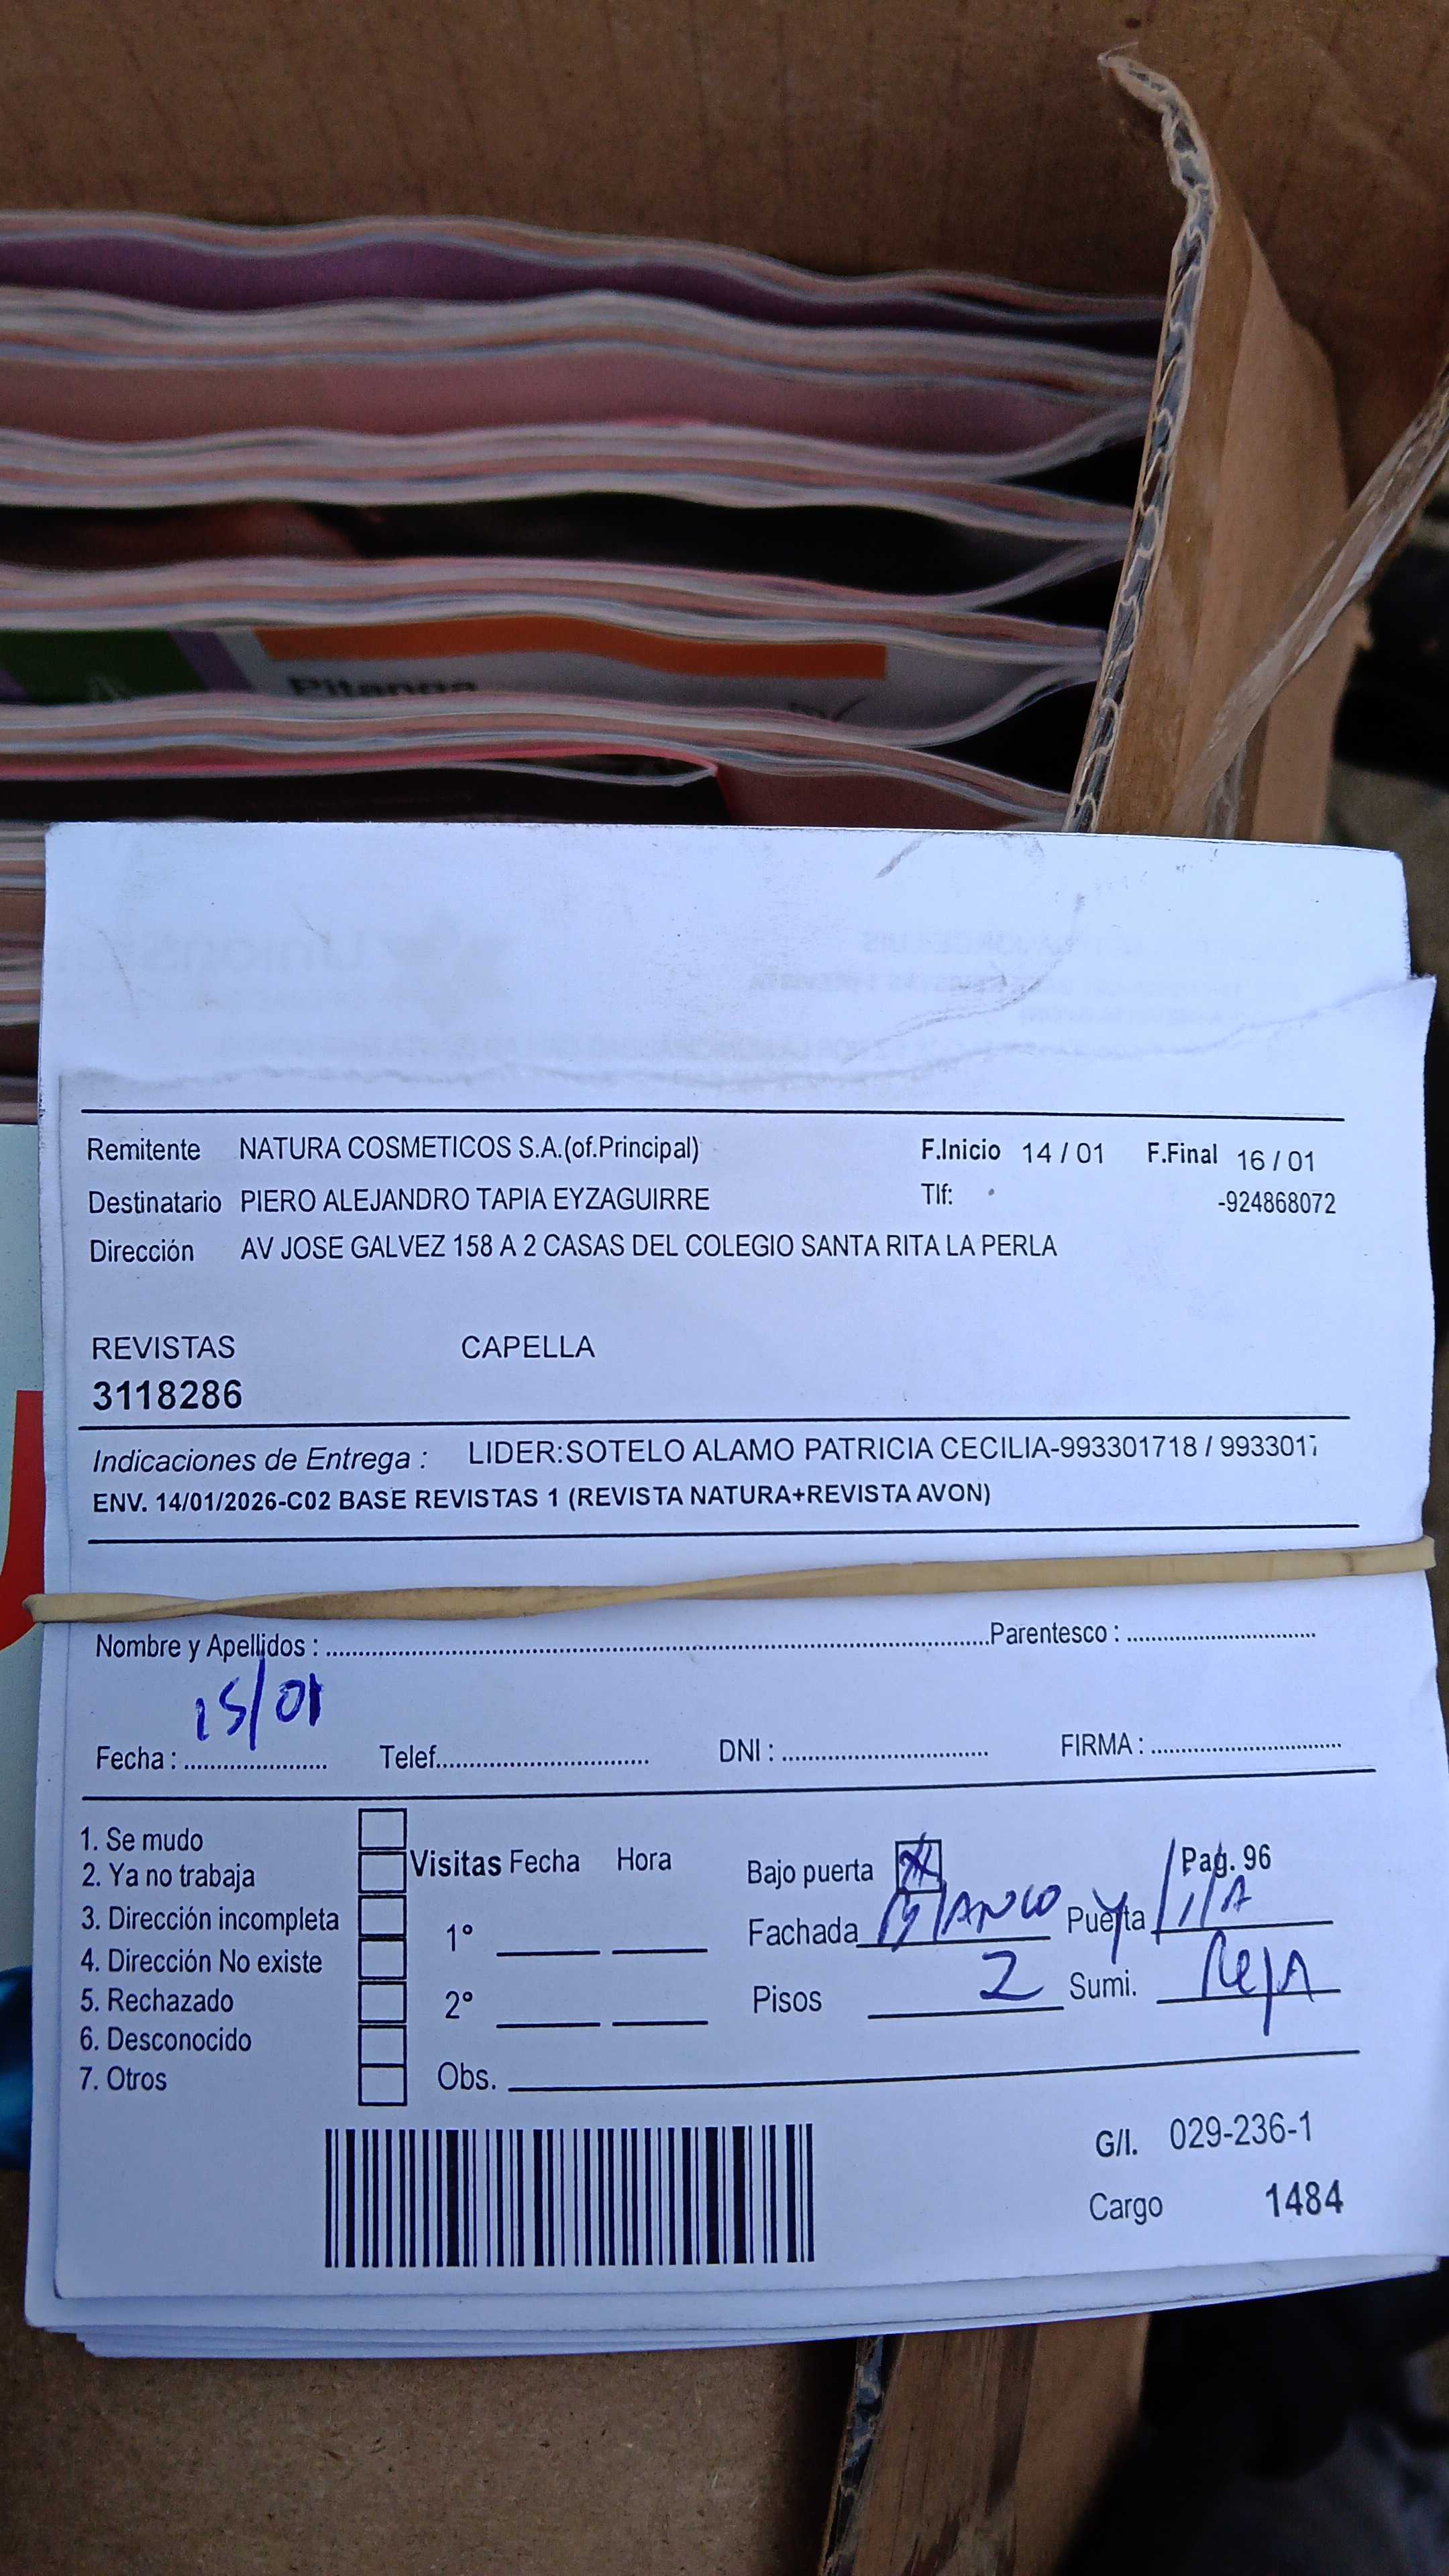 Pitanga
Remitente NATURA COSMETICOS S.A.(of.Principal) F.Inicio 14 / 01 F.Final 16 / 01
Destinatario PIERO ALEJANDRO TAPIA EYZAGUIRRE Tlf: -924868072
Dirección AV JOSE GALVEZ 158 A 2 CASAS DEL COLEGIO SANTA RITA LA PERLA
REVISTAS CAPELLA
3118286
Indicaciones de Entrega : LIDER:SOTELO ALAMO PATRICIA CECILIA-993301718 / 993301
ENV. 14/01/2026-C02 BASE REVISTAS 1 (REVISTA NATURA+REVISTA AVON)
Nombre y Apellidos : Parentesco :
15/01
Fecha : Telef. DNI : FIRMA :
1. Se mudo
2. Ya no trabaja
3. Dirección incompleta
4. Dirección No existe
5. Rechazado
6. Desconocido
7. Otros
Visitas Fecha Hora
1°
2°
Obs.
Bajo puerta X Pag. 96
Fachada Blanco Puerta
Pisos 2 Sumi. Reja
G/I. 029-236-1
Cargo 1484